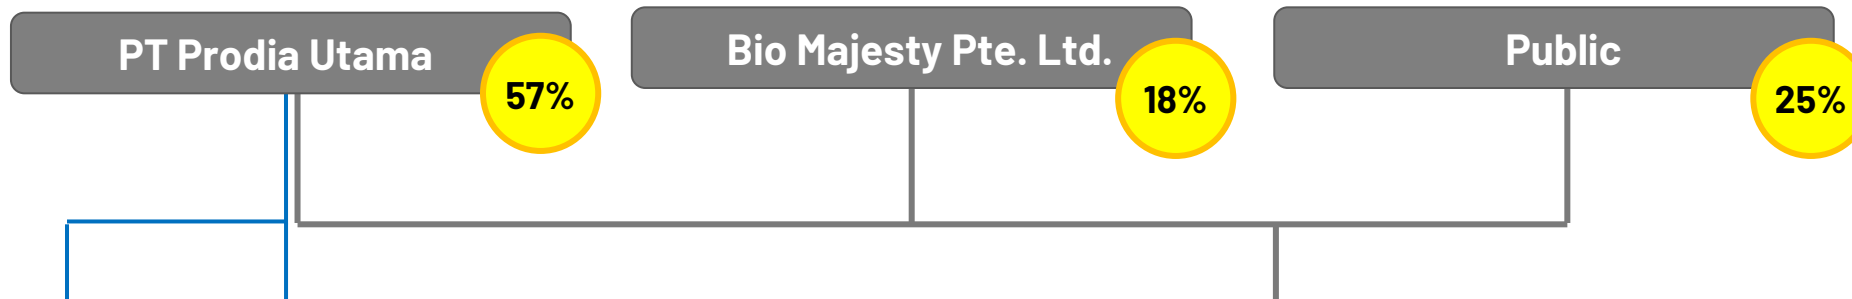 PT Prodia Utama
57%
Bio Majesty Pte. Ltd.
18%
Public
25%